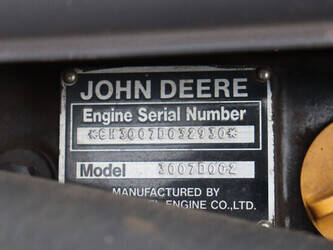 JOHN DEERE
Engine Serial Number
*CH3007D032930*
Model 3007D002
MANUFACTURED BY
ENGINE CO.,LTD.